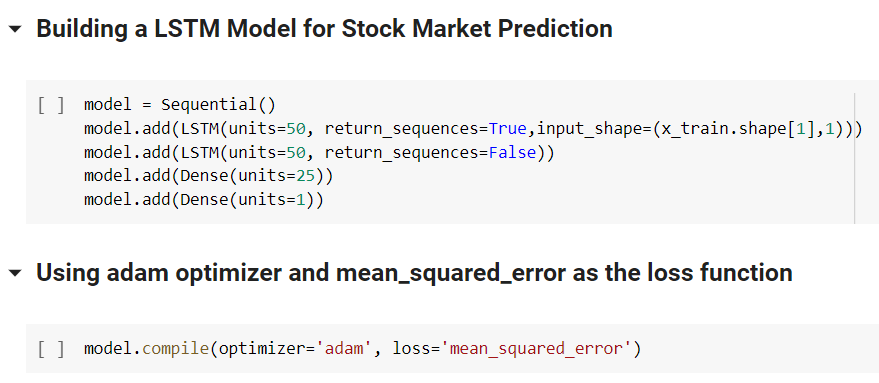 Building a LSTM Model for Stock Market Prediction
[ ] model = Sequential()
model.add(LSTM(units=50, return_sequences=True,input_shape=(x_train.shape[1],1)))
model.add(LSTM(units=50, return_sequences=False))
model.add(Dense(units=25))
model.add(Dense(units=1))
Using adam optimizer and mean_squared_error as the loss function
[ ] model.compile(optimizer='adam', loss='mean_squared_error')